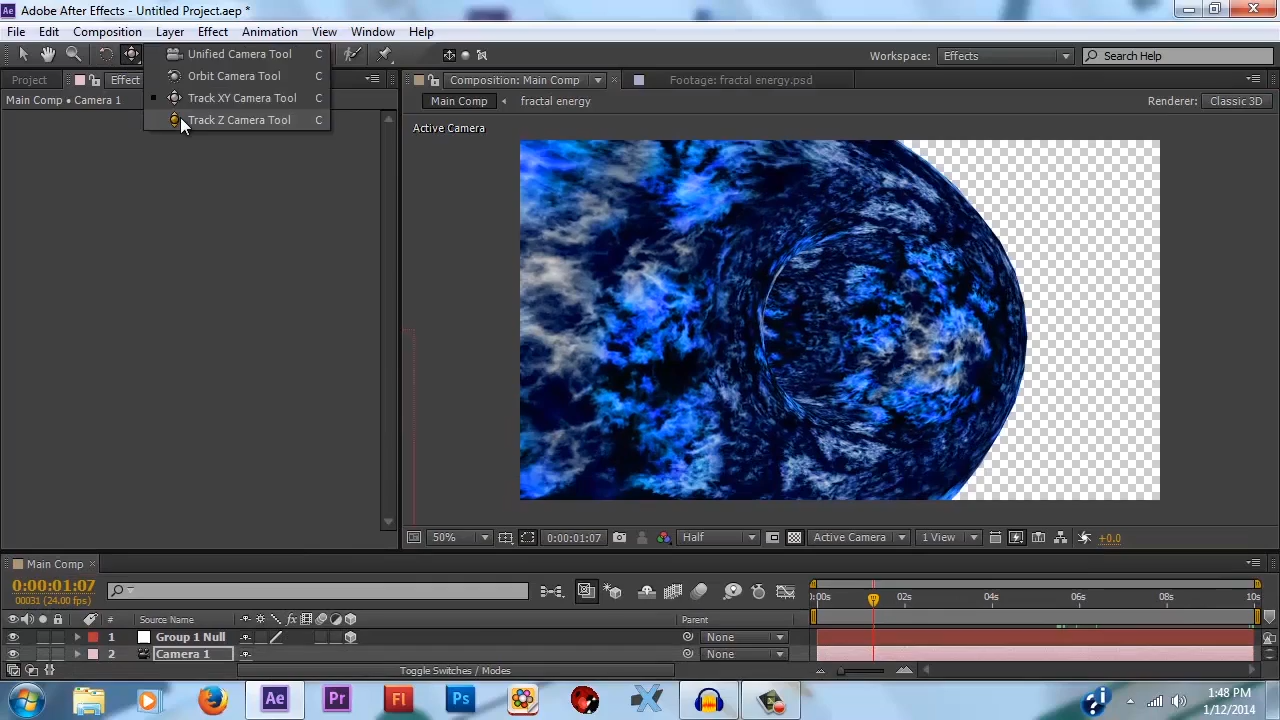 Adobe After Effects - Untitled Project.aep *
File Edit Composition Layer Effect Animation View Window Help
Workspace: Effects Search Help
Unified Camera Tool C
Orbit Camera Tool C
Track XY Camera Tool C
Track Z Camera Tool C
Project Effect
Composition: Main Comp Footage: fractal energy.psd
Main Comp • Camera 1
Main Comp fractal energy
Renderer: Classic 3D
Active Camera
50% 0:00:01:07 Half Active Camera 1 View +0.0
Main Comp
0:00:01:07
00031 (24.00 fps)
:00s 02s 04s 06s 08s 10s
# Source Name fx Parent
1 Group 1 Null None
2 Camera 1 None
Toggle Switches / Modes
Ae Pr Fl Ps
1:48 PM
1/12/2014